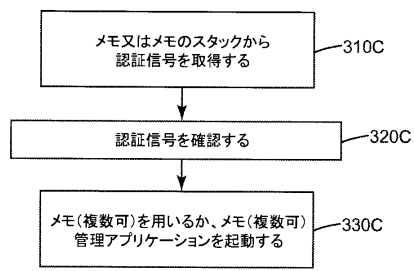 メモ又はメモのスタックから
認証信号を取得する
310C
認証信号を確認する
320C
メモ(複数可)を用いるか、メモ(複数可)
管理アプリケーションを起動する
330C